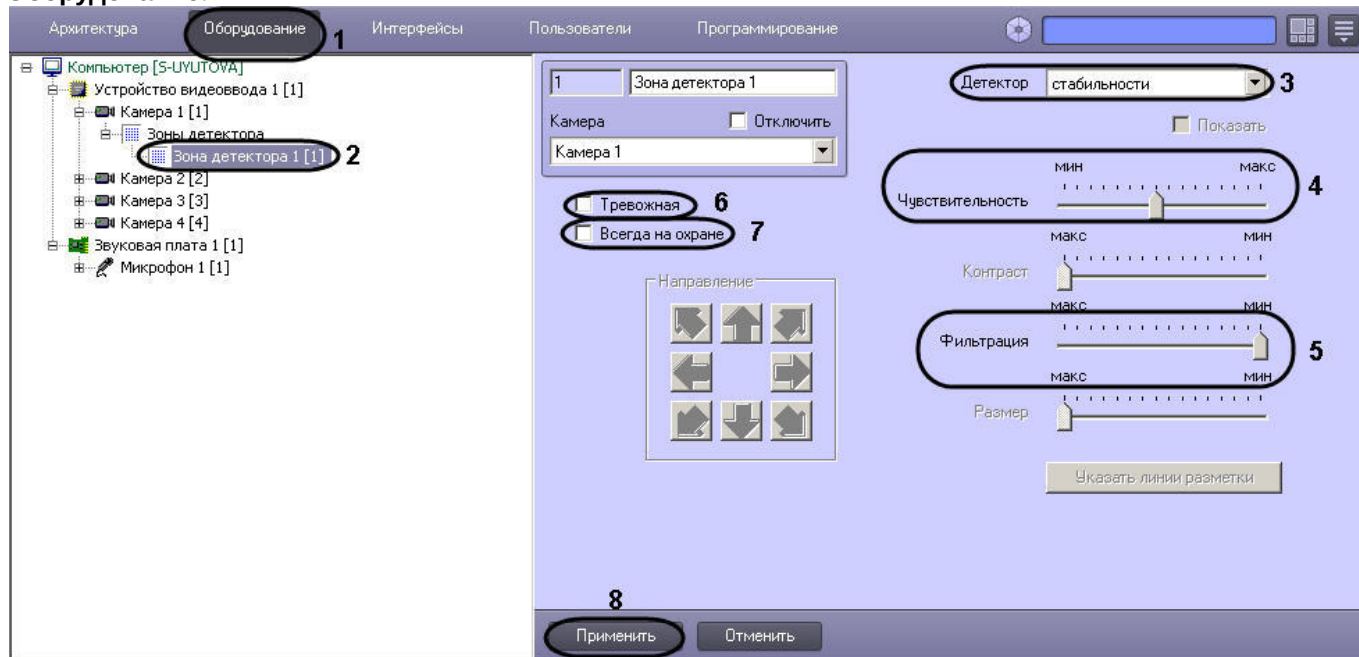 Архитектура Оборудование 1 Интерфейсы Пользователи Программирование
Компьютер [S-UYUTOVA]
Устройство видеоввода 1 [1]
Камера 1 [1]
Зоны детектора
Зона детектора 1 [1] 2
Камера 2 [2]
Камера 3 [3]
Камера 4 [4]
Звуковая плата 1 [1]
Микрофон 1 [1]
1 Зона детектора 1
Камера Отключить
Камера 1
Тревожная 6
Всегда на охране 7
Направление
Детектор стабильности 3
Показать
мин макс
Чувствительность 4
макс мин
Контраст
макс мин
Фильтрация 5
макс мин
Размер
Указать линии разметки
8
Применить Отменить